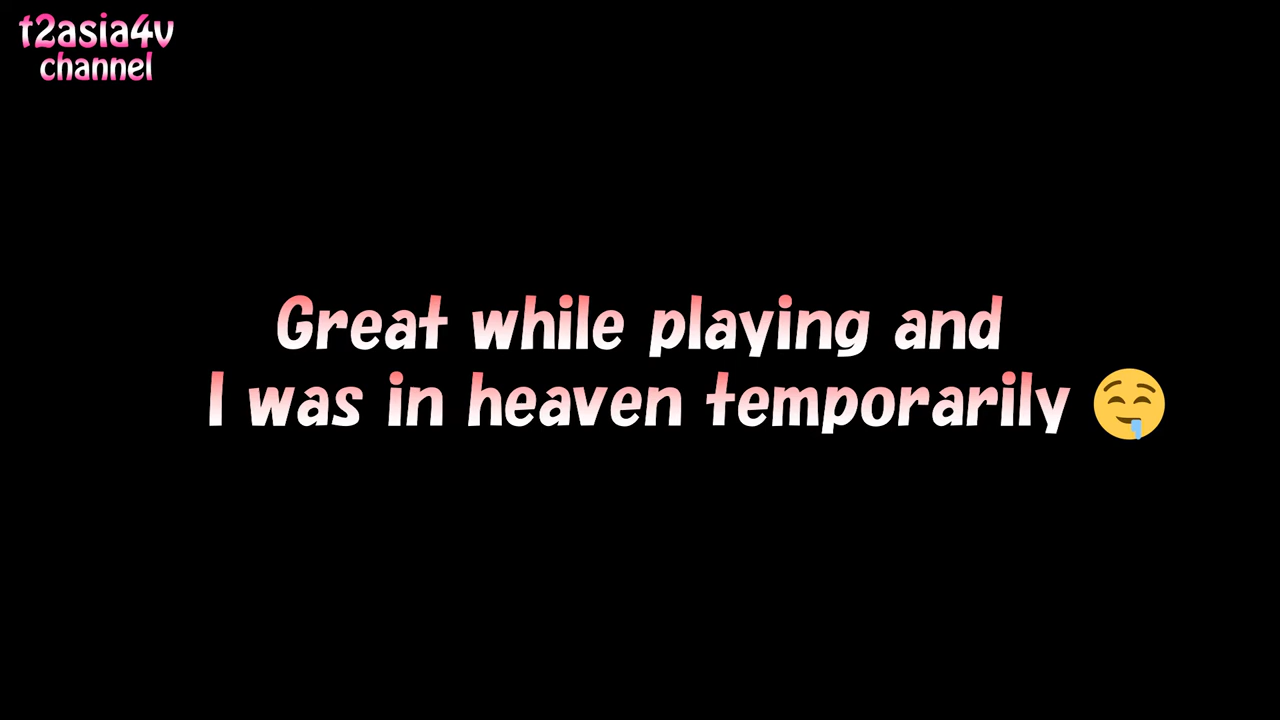 t2asia4v
channel
Great while playing and
I was in heaven temporarily 🤤